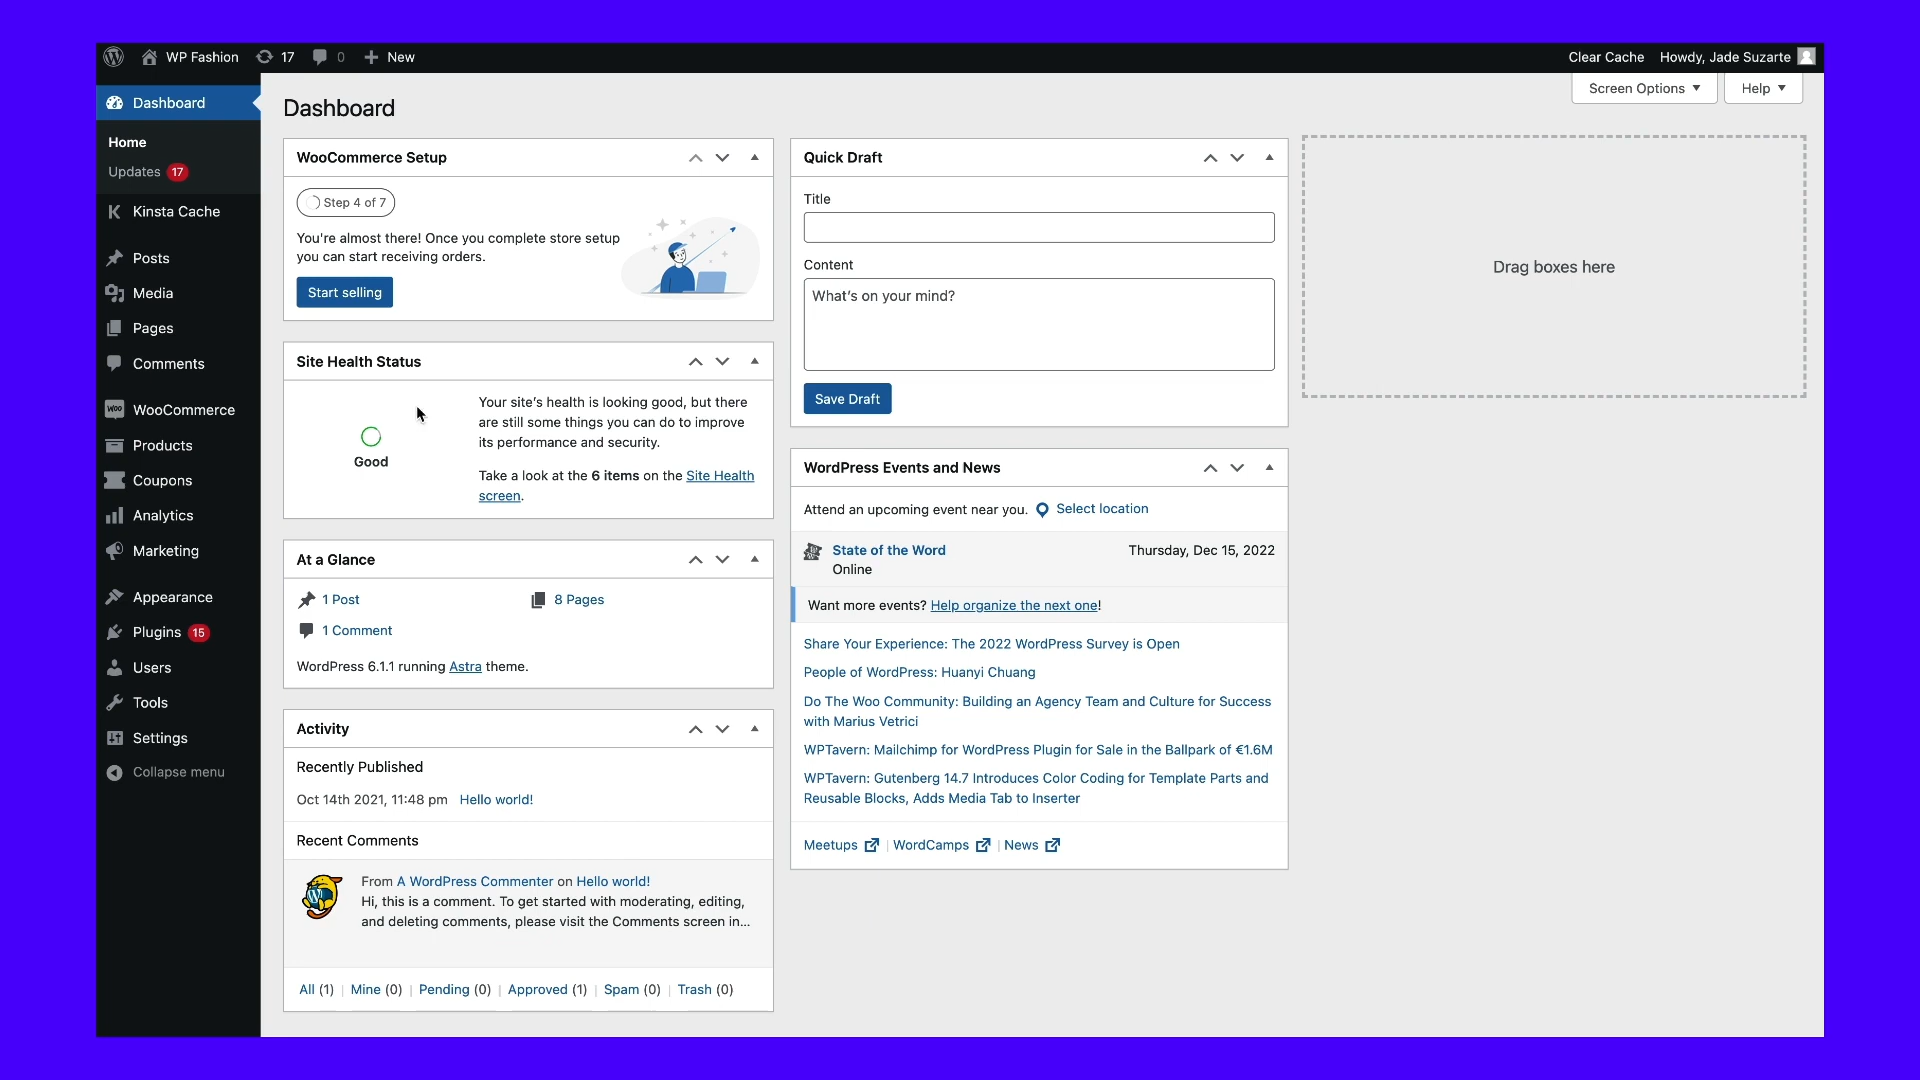 WP Fashion 17 0 New Clear Cache Howdy, Jade Suzarte
Screen Options Help
Dashboard
Home
Updates 17
Kinsta Cache
Posts
Media
Pages
Comments
WooCommerce
Products
Coupons
Analytics
Marketing
Appearance
Plugins 15
Users
Tools
Settings
Collapse menu
Dashboard
WooCommerce Setup
Step 4 of 7
You're almost there! Once you complete store setup
you can start receiving orders.
Start selling
Site Health Status
Good
Your site's health is looking good, but there
are still some things you can do to improve
its performance and security.
Take a look at the 6 items on the Site Health
screen.
At a Glance
1 Post 8 Pages
1 Comment
WordPress 6.1.1 running Astra theme.
Activity
Recently Published
Oct 14th 2021, 11:48 pm Hello world!
Recent Comments
From A WordPress Commenter on Hello world!
Hi, this is a comment. To get started with moderating, editing,
and deleting comments, please visit the Comments screen in...
All (1) | Mine (0) | Pending (0) | Approved (1) | Spam (0) | Trash (0)
Quick Draft
Title
Content
What's on your mind?
Save Draft
WordPress Events and News
Attend an upcoming event near you. Select location
State of the Word Thursday, Dec 15, 2022
Online
Want more events? Help organize the next one!
Share Your Experience: The 2022 WordPress Survey is Open
People of WordPress: Huanyi Chuang
Do The Woo Community: Building an Agency Team and Culture for Success
with Marius Vetrici
WPTavern: Mailchimp for WordPress Plugin for Sale in the Ballpark of €1.6M
WPTavern: Gutenberg 14.7 Introduces Color Coding for Template Parts and
Reusable Blocks, Adds Media Tab to Inserter
Meetups | WordCamps | News
Drag boxes here